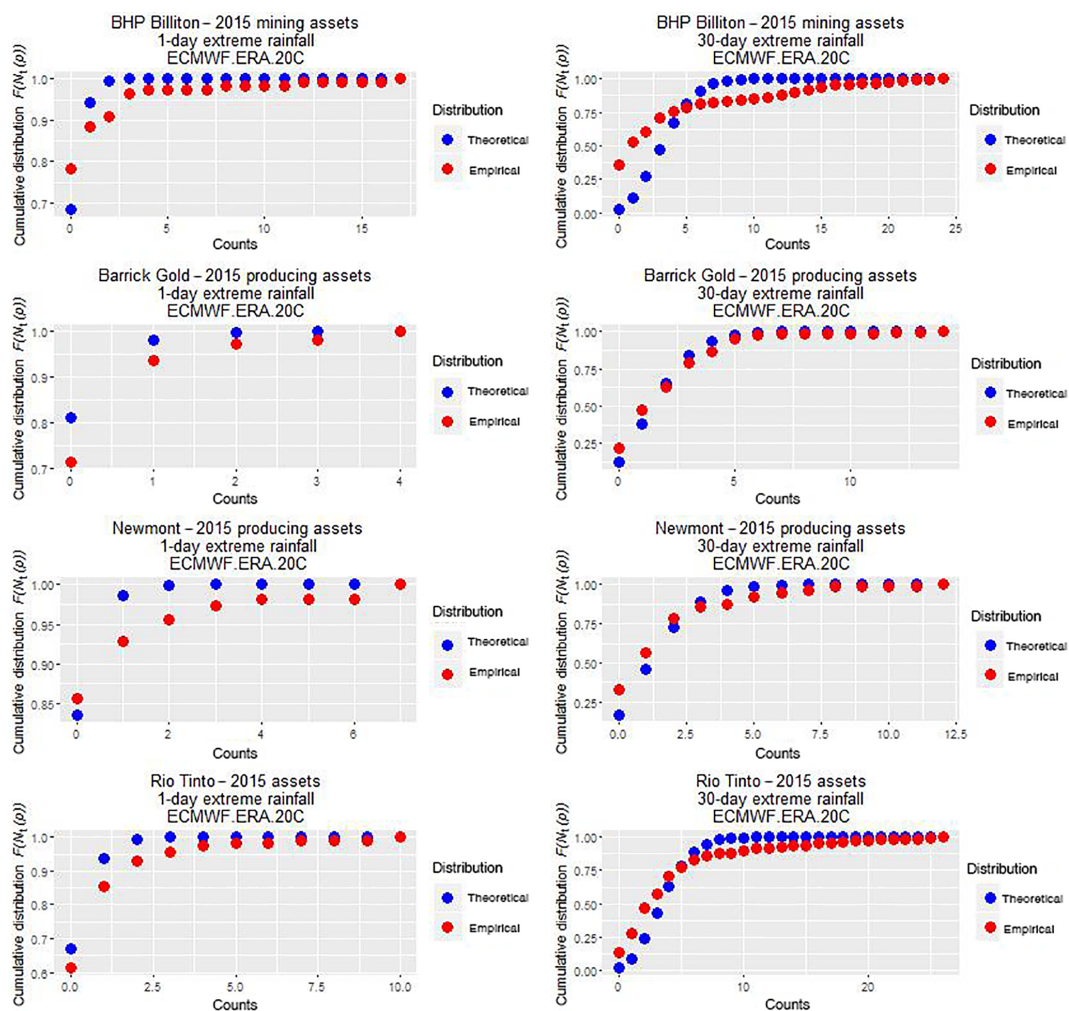 BHP Billiton – 2015 mining assets
1-day extreme rainfall
ECMWF.ERA.20C
Cumulative distribution F(Nt(ρ))
1.0
0.9
0.8
0.7
0 5 10 15
Counts
Distribution
Theoretical
Empirical
BHP Billiton – 2015 mining assets
30-day extreme rainfall
ECMWF.ERA.20C
Cumulative distribution F(Nt(ρ))
1.00
0.75
0.50
0.25
0.00
0 5 10 15 20 25
Counts
Distribution
Theoretical
Empirical
Barrick Gold – 2015 producing assets
1-day extreme rainfall
ECMWF.ERA.20C
Cumulative distribution F(Nt(ρ))
1.0
0.9
0.8
0.7
0 1 2 3 4
Counts
Distribution
Theoretical
Empirical
Barrick Gold – 2015 producing assets
30-day extreme rainfall
ECMWF.ERA.20C
Cumulative distribution F(Nt(ρ))
1.00
0.75
0.50
0.25
0 5 10
Counts
Distribution
Theoretical
Empirical
Newmont – 2015 producing assets
1-day extreme rainfall
ECMWF.ERA.20C
Cumulative distribution F(Nt(ρ))
1.00
0.95
0.90
0.85
0 2 4 6
Counts
Distribution
Theoretical
Empirical
Newmont – 2015 producing assets
30-day extreme rainfall
ECMWF.ERA.20C
Cumulative distribution F(Nt(ρ))
1.00
0.75
0.50
0.25
0.0 2.5 5.0 7.5 10.0 12.5
Counts
Distribution
Theoretical
Empirical
Rio Tinto – 2015 assets
1-day extreme rainfall
ECMWF.ERA.20C
Cumulative distribution F(Nt(ρ))
1.0
0.9
0.8
0.7
0.6
0.0 2.5 5.0 7.5 10.0
Counts
Distribution
Theoretical
Empirical
Rio Tinto – 2015 assets
30-day extreme rainfall
ECMWF.ERA.20C
Cumulative distribution F(Nt(ρ))
1.00
0.75
0.50
0.25
0.00
0 10 20
Counts
Distribution
Theoretical
Empirical